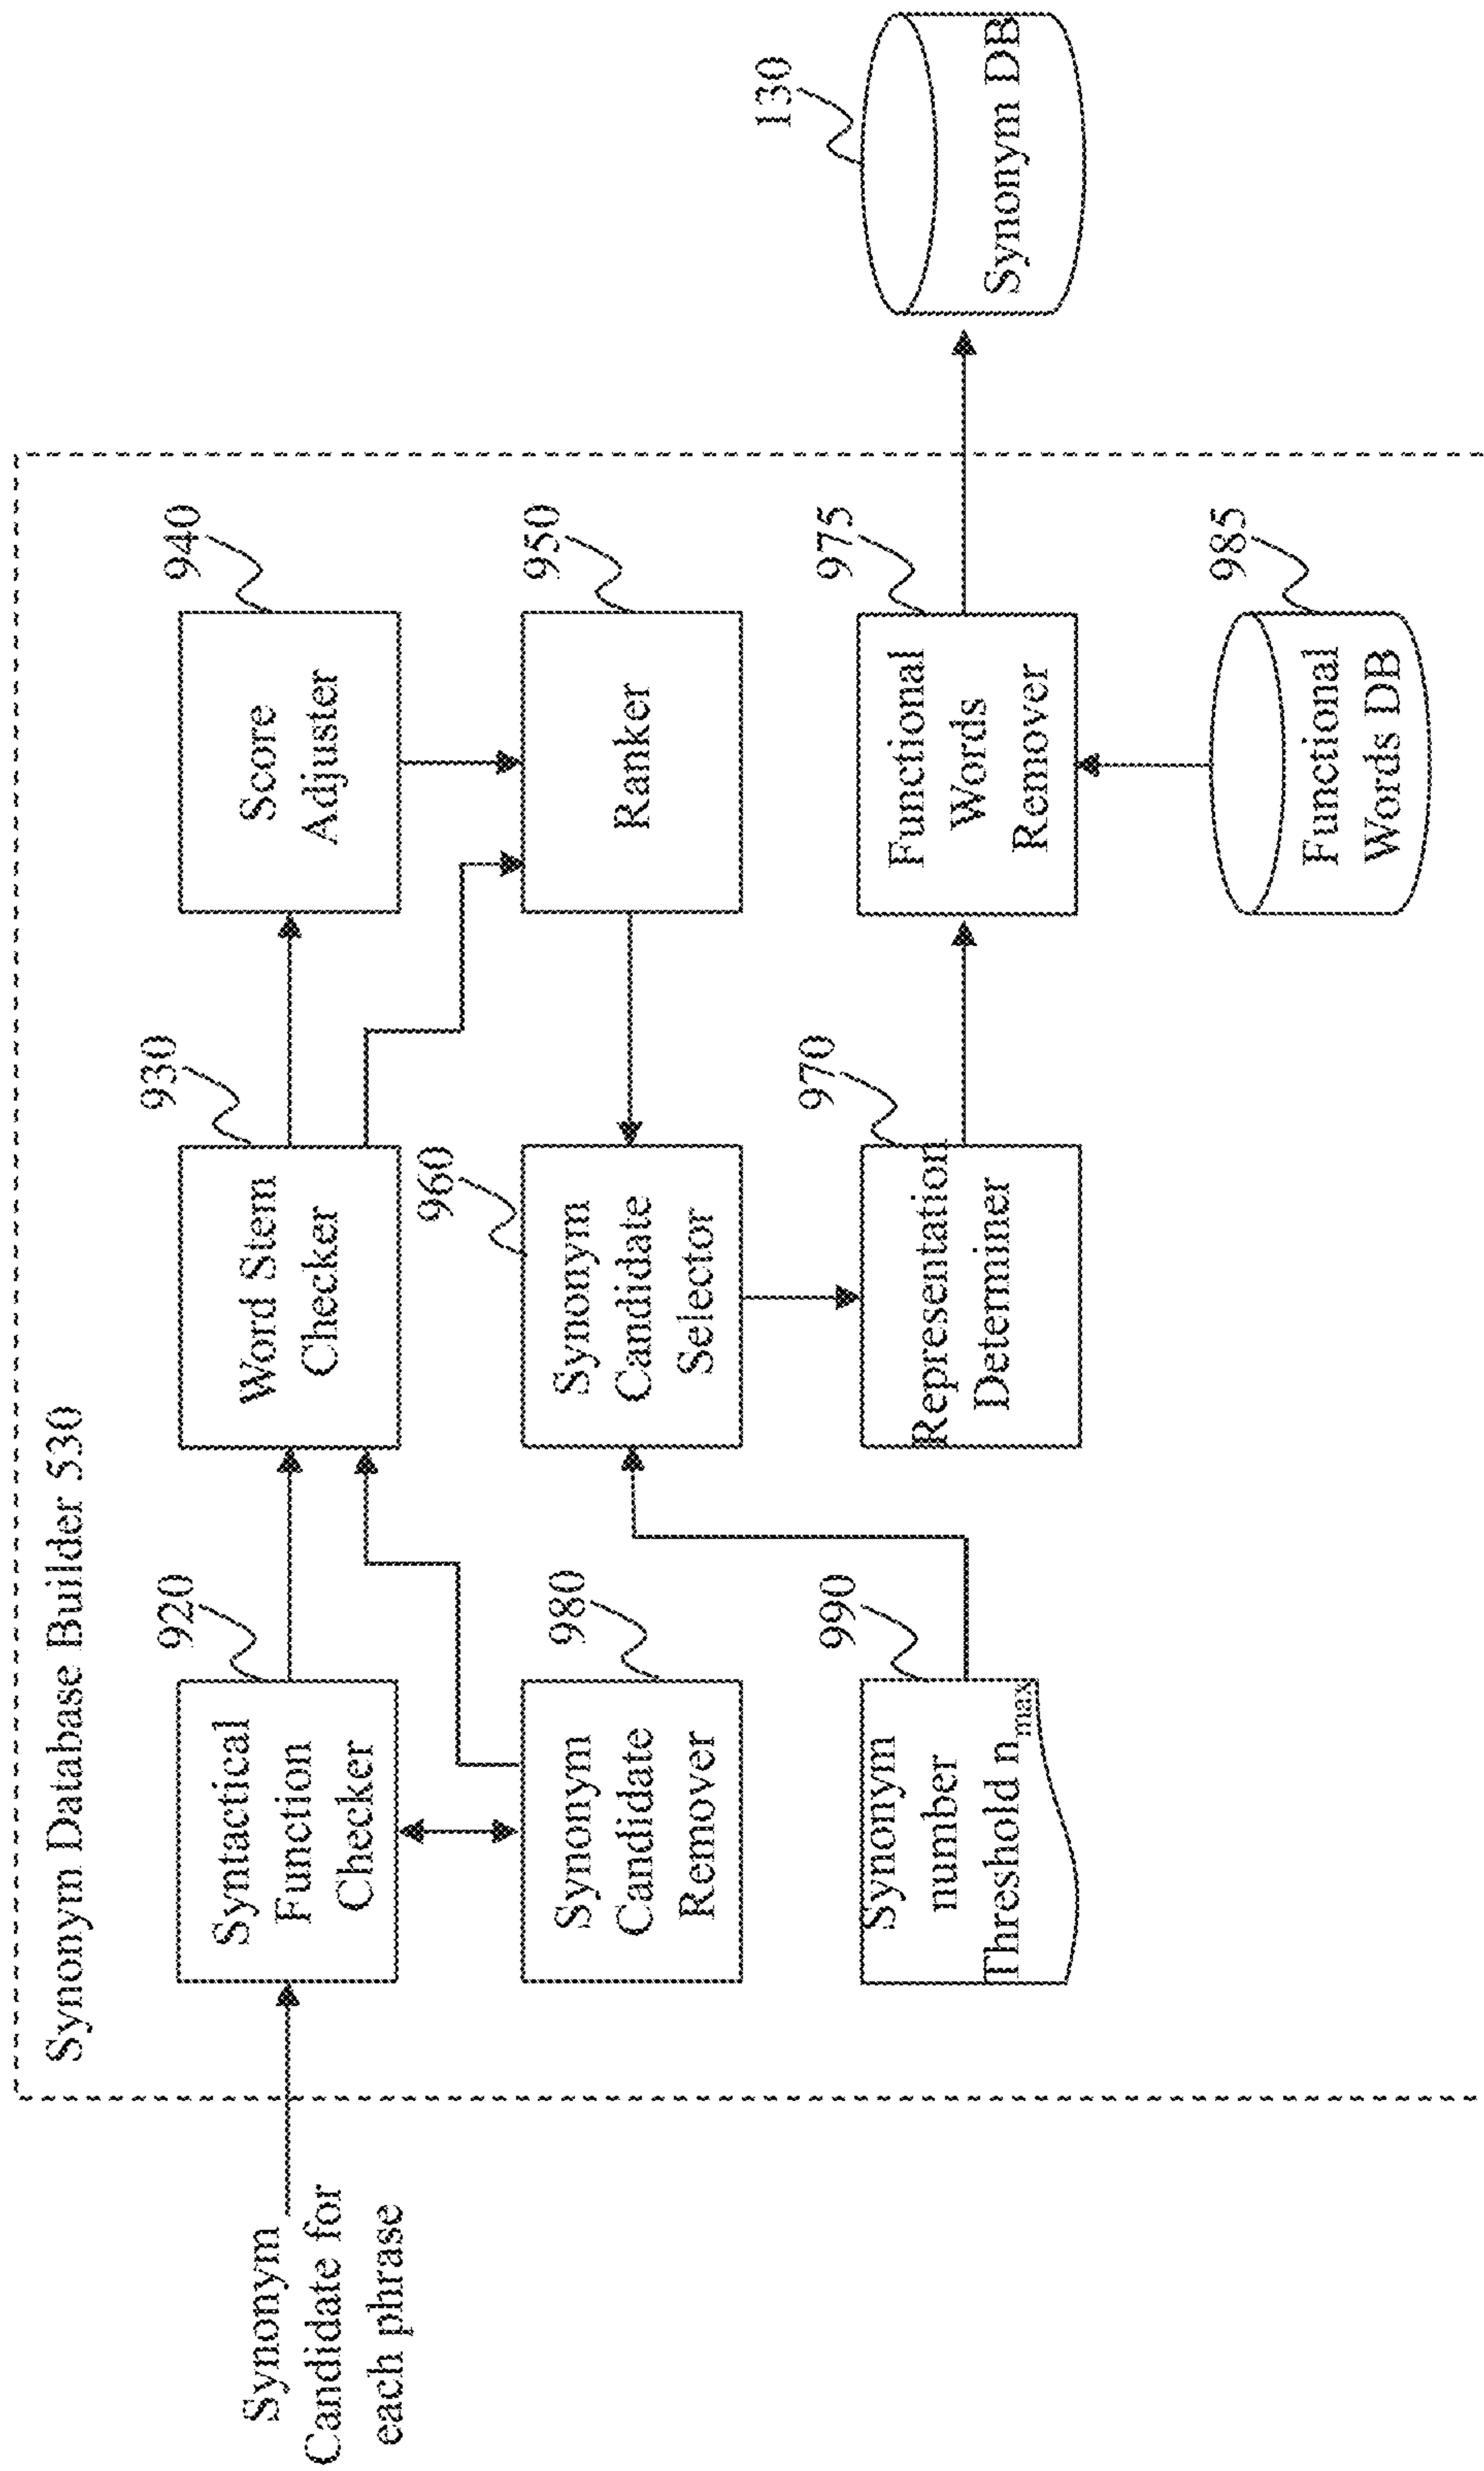 Synonym Database Builder 530
920
930
940
Synonym
Candidate for
each phrase
Syntactical
Function
Checker
Word Stem
Checker
Score
Adjuster
980
960
950
Synonym
Candidate
Remover
Synonym
Candidate
Selector
Ranker
990
970
975
130
Synonym
number
Threshold nmax
Representation
Determiner
Functional
Words
Remover
Synonym DB
985
Functional
Words DB